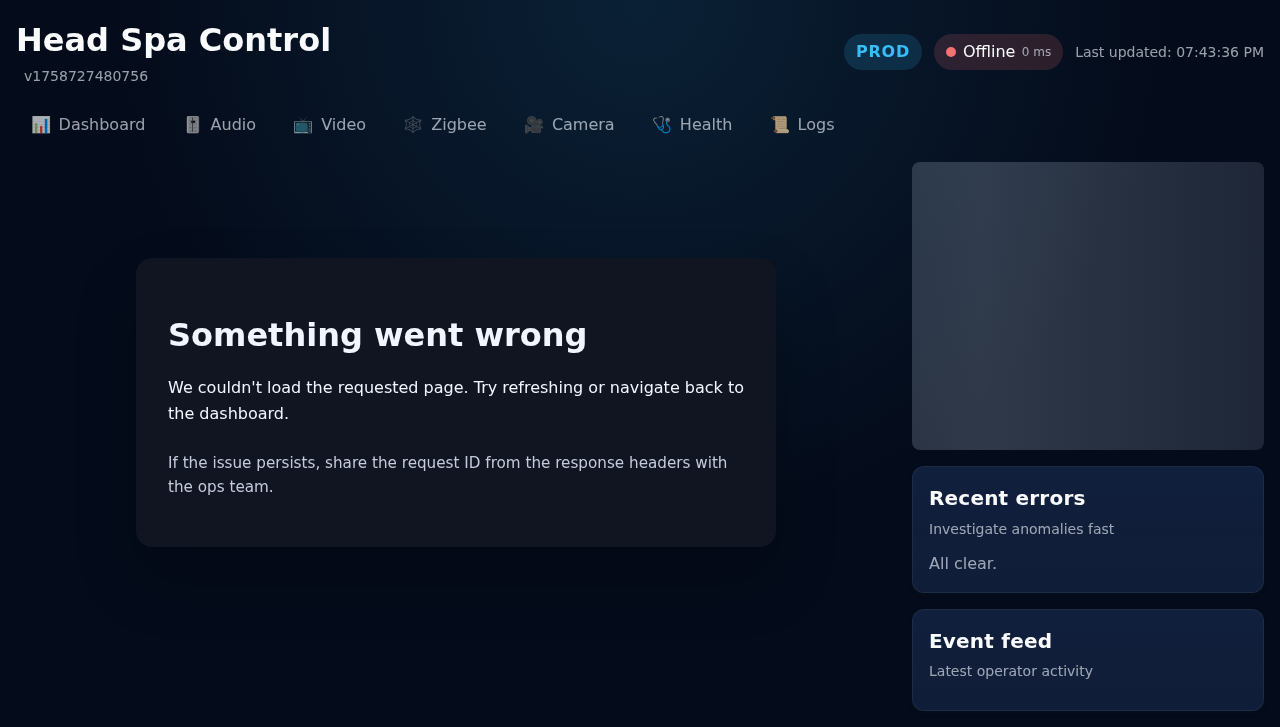 Head Spa Control
v1758727480756
PROD
Offline 0 ms
Last updated: 07:43:36 PM
📊 Dashboard
🎚 Audio
📺 Video
🕸 Zigbee
🎥 Camera
🩺 Health
📜 Logs
Something went wrong
We couldn't load the requested page. Try refreshing or navigate back to
the dashboard.
If the issue persists, share the request ID from the response headers with
the ops team.
Recent errors
Investigate anomalies fast
All clear.
Event feed
Latest operator activity